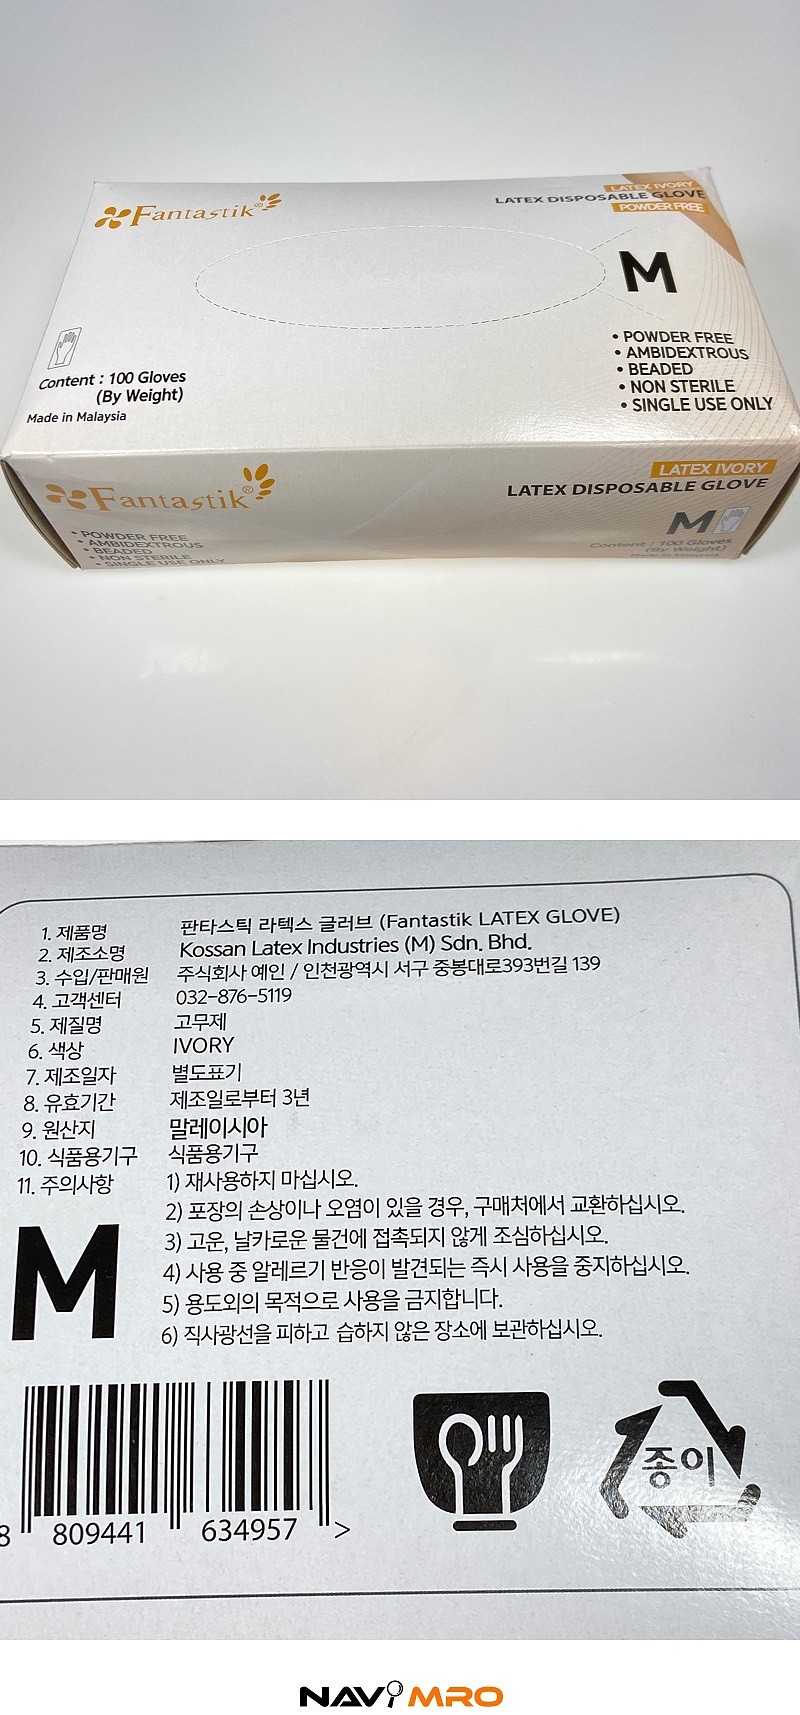 Fantastik®
LATEX IVORY
LATEX DISPOSABLE GLOVE
POWDER FREE
M
• POWDER FREE
• AMBIDEXTROUS
• BEADED
• NON STERILE
• SINGLE USE ONLY
Content : 100 Gloves
(By Weight)
Made in Malaysia
Fantastik®
LATEX IVORY
LATEX DISPOSABLE GLOVE
M
• POWDER FREE
• AMBIDEXTROUS
• BEADED
• NON STERILE
• SINGLE USE ONLY
Content : 100 Gloves
(By Weight)
1. 제품명 판타스틱 라텍스 글러브 (Fantastik LATEX GLOVE)
2. 제조소명 Kossan Latex Industries (M) Sdn. Bhd.
3. 수입/판매원 주식회사 예인 / 인천광역시 서구 중봉대로393번길 139
4. 고객센터 032-876-5119
5. 제질명 고무제
6. 색상 IVORY
7. 제조일자 별도표기
8. 유효기간 제조일로부터 3년
9. 원산지 말레이시아
10. 식품용기구 식품용기구
11. 주의사항 1) 재사용하지 마십시오.
2) 포장의 손상이나 오염이 있을 경우, 구매처에서 교환하십시오.
3) 고운, 날카로운 물건에 접촉되지 않게 조심하십시오.
4) 사용 중 알레르기 반응이 발견되는 즉시 사용을 중지하십시오.
5) 용도외의 목적으로 사용을 금지합니다.
6) 직사광선을 피하고 습하지 않은 장소에 보관하십시오.
M
8 809441 634957 >
종이
NAVI MRO